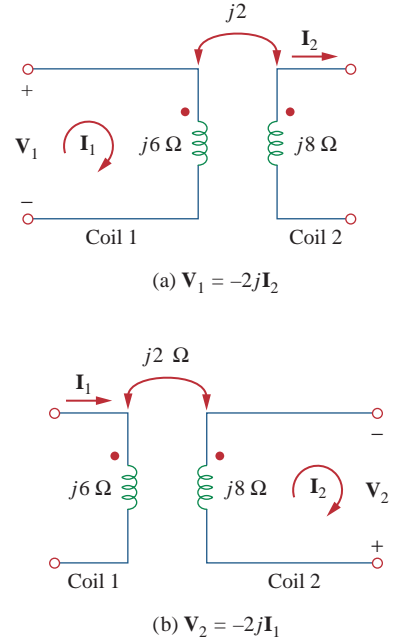 j2
I₂
+
V₁ I₁ j6 Ω j8 Ω
−
Coil 1 Coil 2
(a) V₁ = −2jI₂
j2 Ω
I₁
−
j6 Ω j8 Ω I₂ V₂
+
Coil 1 Coil 2
(b) V₂ = −2jI₁